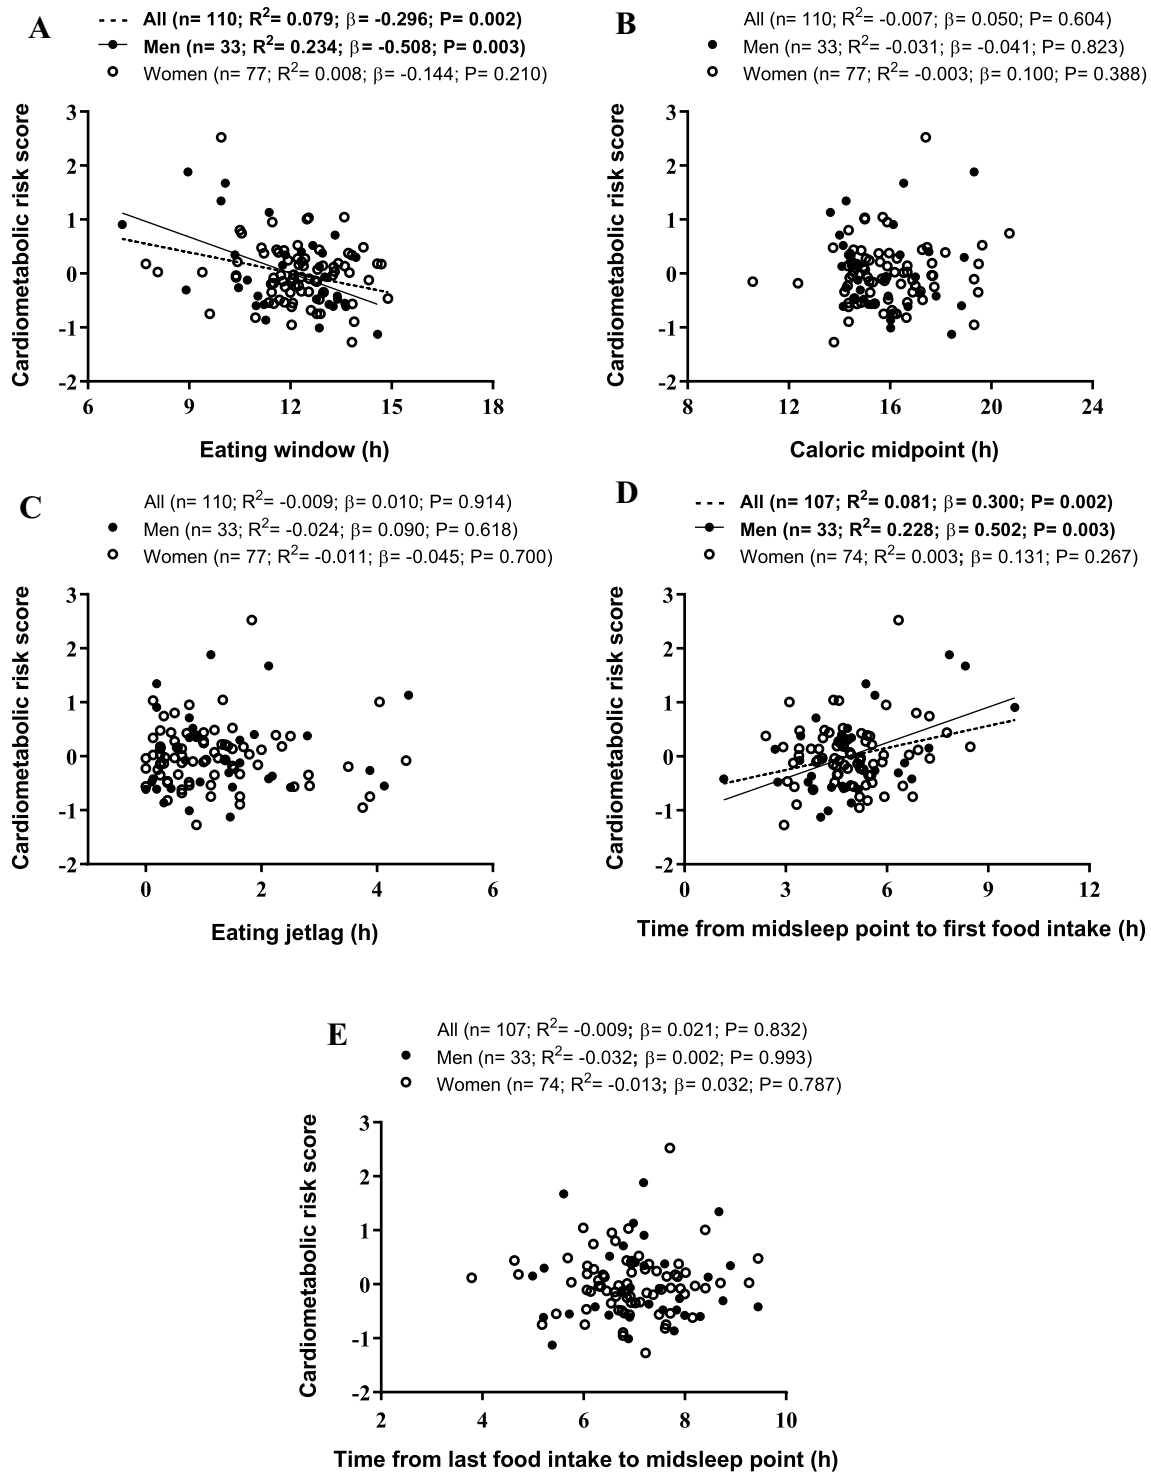 A
All (n= 110; R²= 0.079; β= -0.296; P= 0.002)
Men (n= 33; R²= 0.234; β= -0.508; P= 0.003)
Women (n= 77; R²= 0.008; β= -0.144; P= 0.210)
Cardiometabolic risk score
3
2
1
0
-1
-2
6 9 12 15 18
Eating window (h)
B
All (n= 110; R²= -0.007; β= 0.050; P= 0.604)
Men (n= 33; R²= -0.031; β= -0.041; P= 0.823)
Women (n= 77; R²= -0.003; β= 0.100; P= 0.388)
Cardiometabolic risk score
3
2
1
0
-1
-2
8 12 16 20 24
Caloric midpoint (h)
C
All (n= 110; R²= -0.009; β= 0.010; P= 0.914)
Men (n= 33; R²= -0.024; β= 0.090; P= 0.618)
Women (n= 77; R²= -0.011; β= -0.045; P= 0.700)
Cardiometabolic risk score
3
2
1
0
-1
-2
0 2 4 6
Eating jetlag (h)
D
All (n= 107; R²= 0.081; β= 0.300; P= 0.002)
Men (n= 33; R²= 0.228; β= 0.502; P= 0.003)
Women (n= 74; R²= 0.003; β= 0.131; P= 0.267)
Cardiometabolic risk score
3
2
1
0
-1
-2
0 3 6 9 12
Time from midsleep point to first food intake (h)
E
All (n= 107; R²= -0.009; β= 0.021; P= 0.832)
Men (n= 33; R²= -0.032; β= 0.002; P= 0.993)
Women (n= 74; R²= -0.013; β= 0.032; P= 0.787)
Cardiometabolic risk score
3
2
1
0
-1
-2
2 4 6 8 10
Time from last food intake to midsleep point (h)